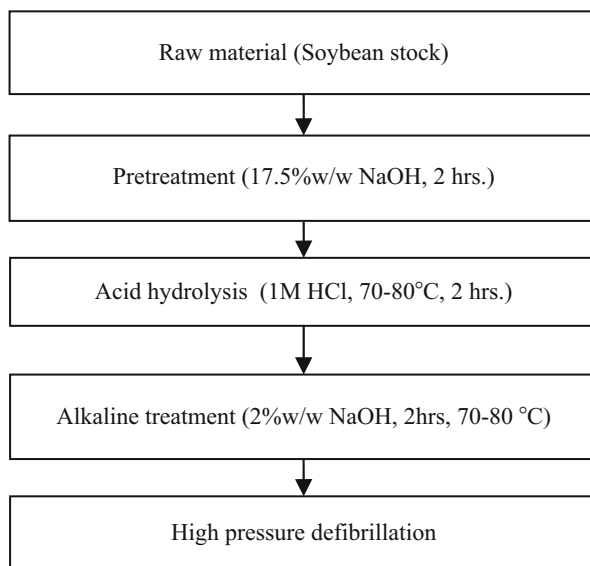 Raw material (Soybean stock)
Pretreatment (17.5%w/w NaOH, 2 hrs.)
Acid hydrolysis  (1M HCl, 70-80°C, 2 hrs.)
Alkaline treatment (2%w/w NaOH, 2hrs, 70-80 °C)
High pressure defibrillation